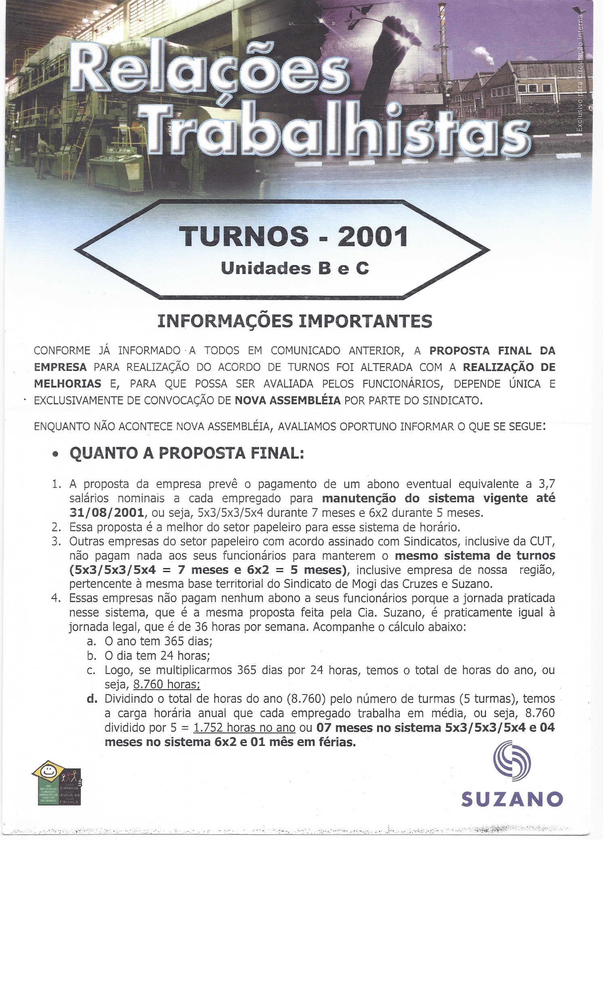 Exclusivo para circulação interna
Relações
Trabalhistas
TURNOS - 2001
Unidades B e C
INFORMAÇÕES IMPORTANTES
CONFORME JÁ INFORMADO A TODOS EM COMUNICADO ANTERIOR, A PROPOSTA FINAL DA
EMPRESA PARA REALIZAÇÃO DO ACORDO DE TURNOS FOI ALTERADA COM A REALIZAÇÃO DE
MELHORIAS E, PARA QUE POSSA SER AVALIADA PELOS FUNCIONÁRIOS, DEPENDE ÚNICA E
EXCLUSIVAMENTE DE CONVOCAÇÃO DE NOVA ASSEMBLÉIA POR PARTE DO SINDICATO.
ENQUANTO NÃO ACONTECE NOVA ASSEMBLÉIA, AVALIAMOS OPORTUNO INFORMAR O QUE SE SEGUE:
• QUANTO A PROPOSTA FINAL:
1. A proposta da empresa prevê o pagamento de um abono eventual equivalente a 3,7
salários nominais a cada empregado para manutenção do sistema vigente até
31/08/2001, ou seja, 5x3/5x3/5x4 durante 7 meses e 6x2 durante 5 meses.
2. Essa proposta é a melhor do setor papeleiro para esse sistema de horário.
3. Outras empresas do setor papeleiro com acordo assinado com Sindicatos, inclusive da CUT,
não pagam nada aos seus funcionários para manterem o mesmo sistema de turnos
(5x3/5x3/5x4 = 7 meses e 6x2 = 5 meses), inclusive empresa de nossa região,
pertencente à mesma base territorial do Sindicato de Mogi das Cruzes e Suzano.
4. Essas empresas não pagam nenhum abono a seus funcionários porque a jornada praticada
nesse sistema, que é a mesma proposta feita pela Cia. Suzano, é praticamente igual à
jornada legal, que é de 36 horas por semana. Acompanhe o cálculo abaixo:
a. O ano tem 365 dias;
b. O dia tem 24 horas;
c. Logo, se multiplicarmos 365 dias por 24 horas, temos o total de horas do ano, ou
seja, 8.760 horas;
d. Dividindo o total de horas do ano (8.760) pelo número de turmas (5 turmas), temos
a carga horária anual que cada empregado trabalha em média, ou seja, 8.760
dividido por 5 = 1.752 horas no ano ou 07 meses no sistema 5x3/5x3/5x4 e 04
meses no sistema 6x2 e 01 mês em férias.
EMPRESA
AMIGA DA
CRIANÇA
SUZANO